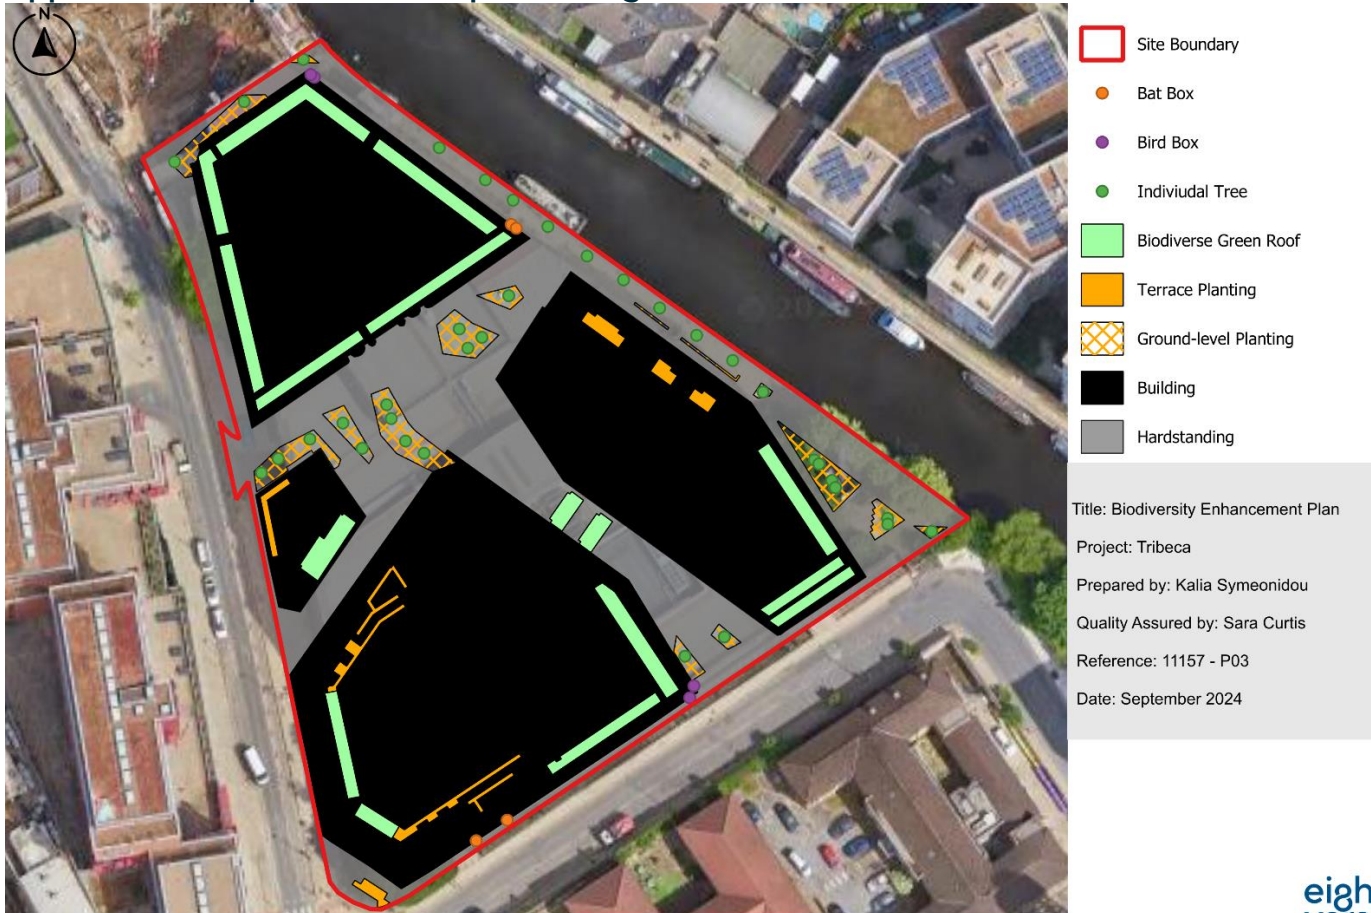 N
Site Boundary
Bat Box
Bird Box
Indiviudal Tree
Biodiverse Green Roof
Terrace Planting
Ground-level Planting
Building
Hardstanding
Title: Biodiversity Enhancement Plan
Project: Tribeca
Prepared by: Kalia Symeonidou
Quality Assured by: Sara Curtis
Reference: 11157 - P03
Date: September 2024